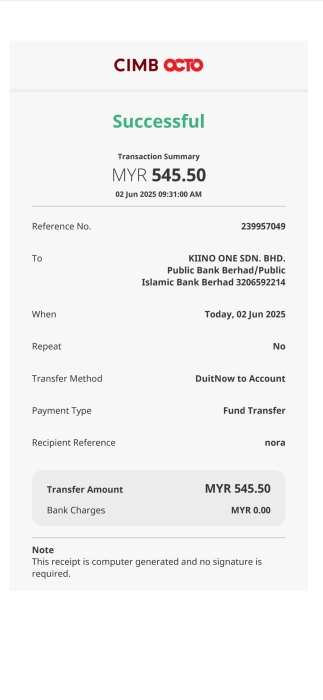 CIMB OCTO
Successful
Transaction Summary
MYR 545.50
02 Jun 2025 09:31:00 AM
Reference No. 239957049
To KIINO ONE SDN. BHD.
Public Bank Berhad/Public
Islamic Bank Berhad 3206592214
When Today, 02 Jun 2025
Repeat No
Transfer Method DuitNow to Account
Payment Type Fund Transfer
Recipient Reference nora
Transfer Amount MYR 545.50
Bank Charges MYR 0.00
Note
This receipt is computer generated and no signature is
required.